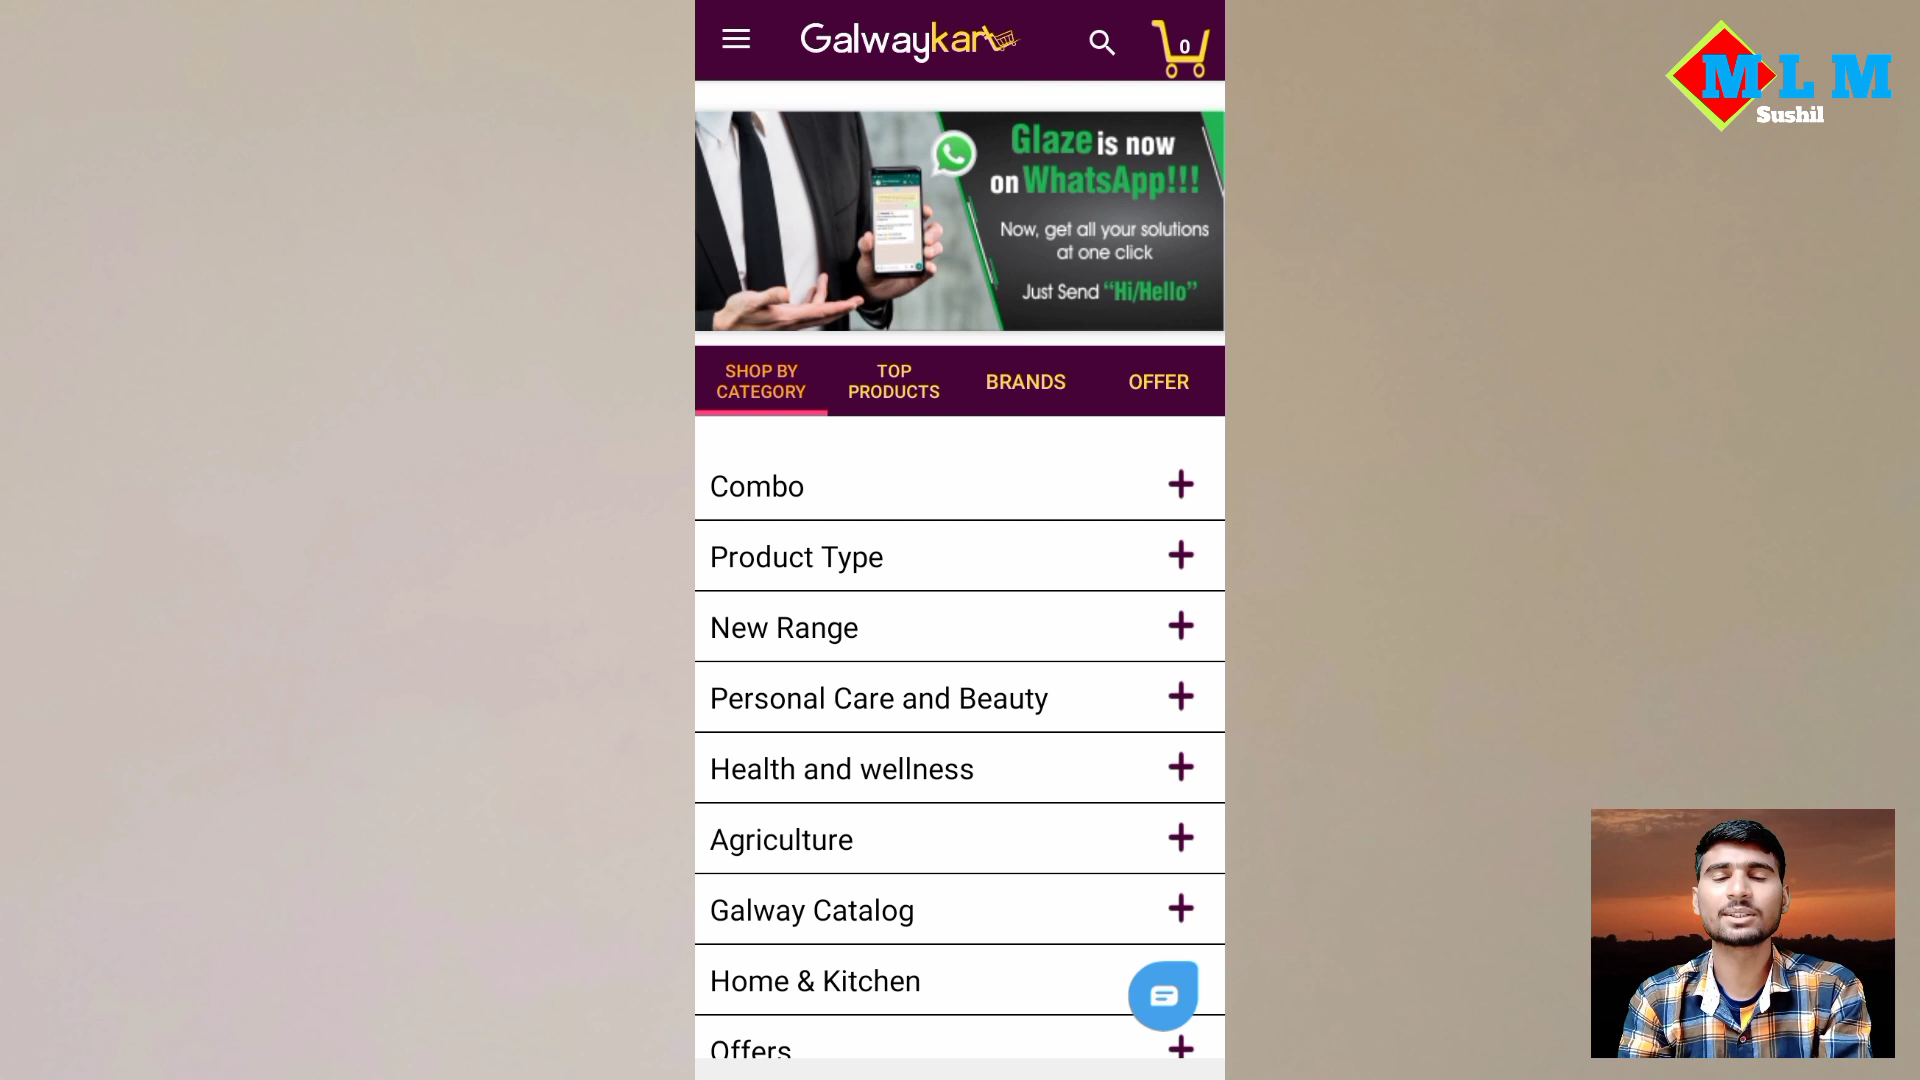 Galwaykart
0
M L M
Sushil
Glaze is now
on WhatsApp!!!
Now, get all your solutions
at one click
Just Send “Hi/Hello”
SHOP BY
CATEGORY
TOP
PRODUCTS
BRANDS
OFFER
Combo
Product Type
New Range
Personal Care and Beauty
Health and wellness
Agriculture
Galway Catalog
Home & Kitchen
Offers